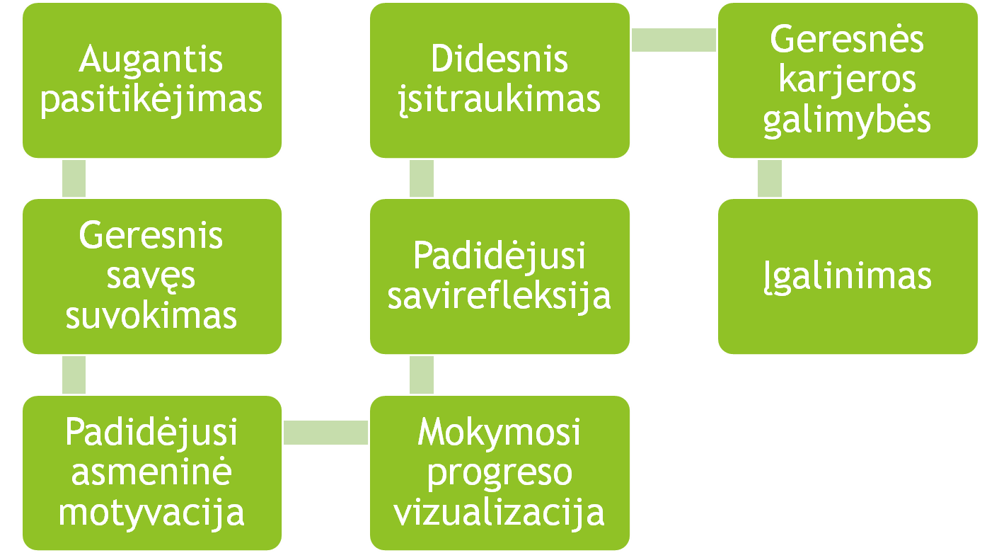 Augantis
pasitikėjimas
Geresnis
savęs
suvokimas
Padidėjusi
asmeninė
motyvacija
Mokymosi
progreso
vizualizacija
Padidėjusi
savirefleksija
Didesnis
įsitraukimas
Geresnės
karjeros
galimybės
Įgalinimas